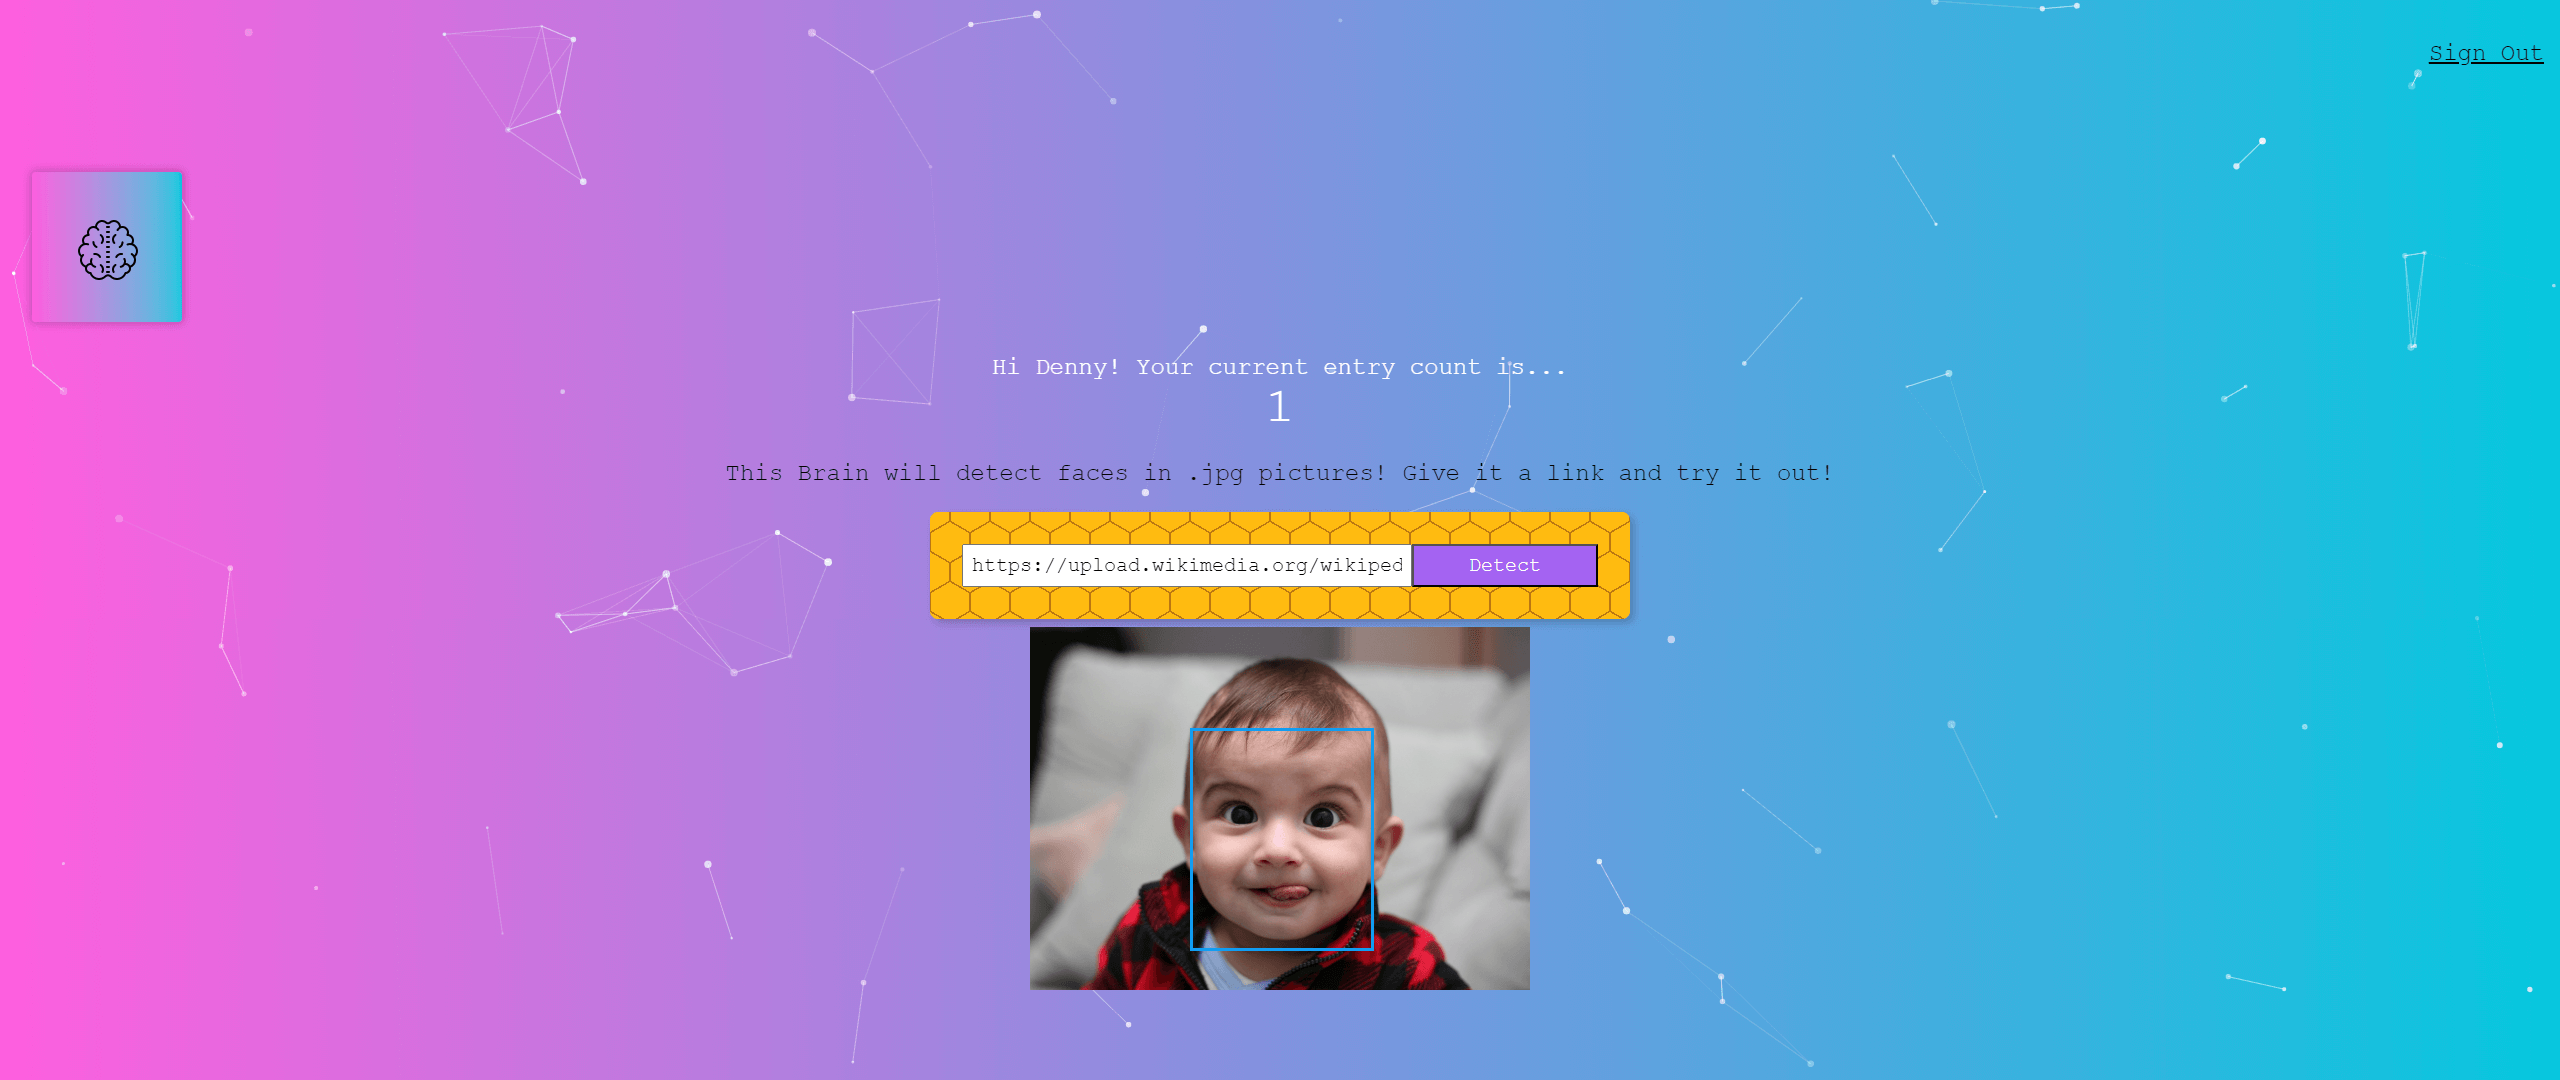 Sign Out
Hi Denny! Your current entry count is...
1
This Brain will detect faces in .jpg pictures! Give it a link and try it out!
https://upload.wikimedia.org/wikiped
Detect